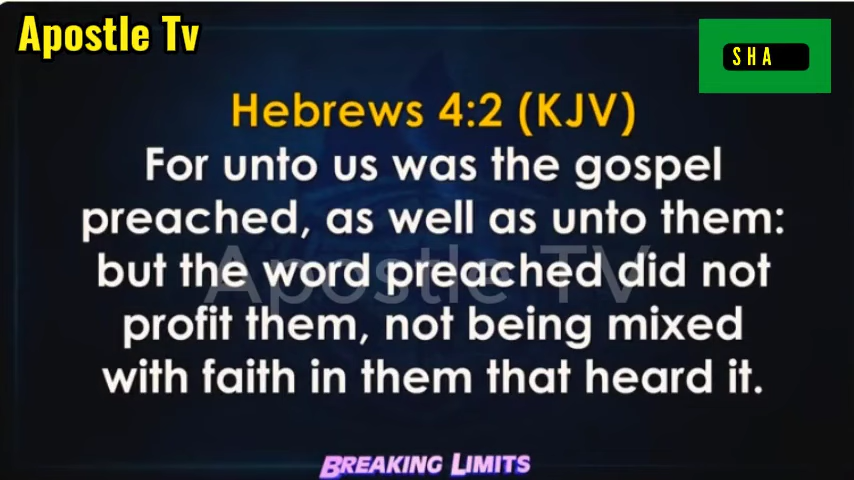 Apostle Tv
SHA
Hebrews 4:2 (KJV)
For unto us was the gospel
preached, as well as unto them:
but the word preached did not
profit them, not being mixed
with faith in them that heard it.
Apostle TV
BREAKING LIMITS